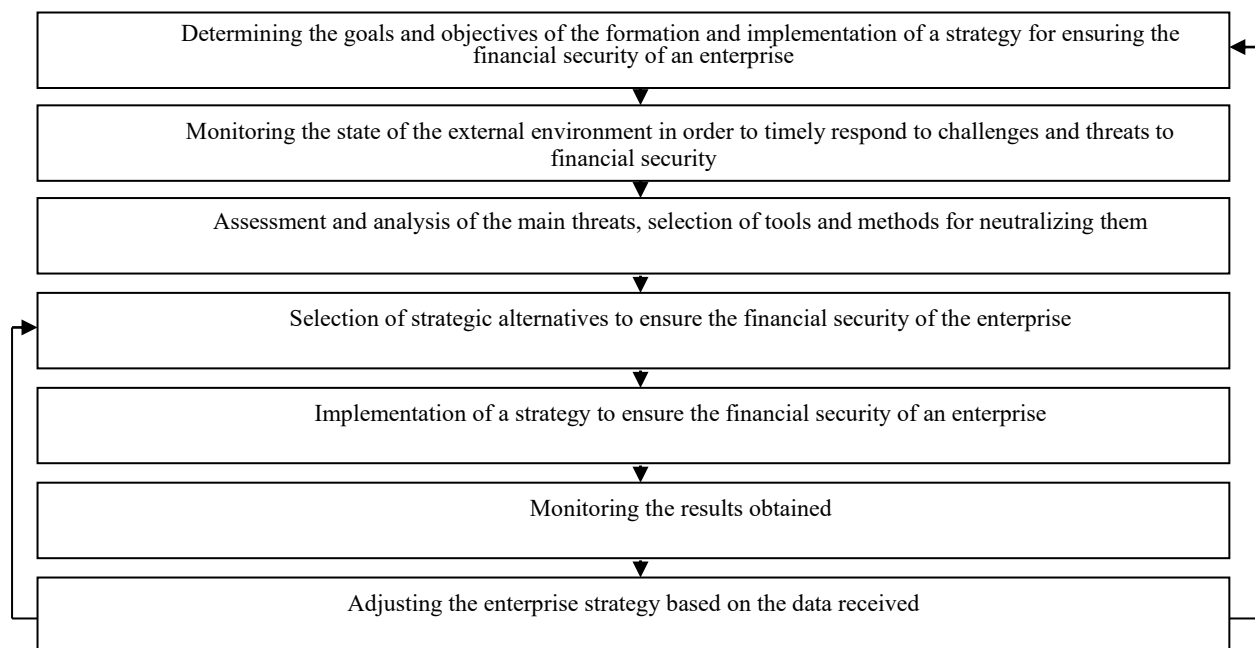 Determining the goals and objectives of the formation and implementation of a strategy for ensuring the
financial security of an enterprise
Monitoring the state of the external environment in order to timely respond to challenges and threats to
financial security
Assessment and analysis of the main threats, selection of tools and methods for neutralizing them
Selection of strategic alternatives to ensure the financial security of the enterprise
Implementation of a strategy to ensure the financial security of an enterprise
Monitoring the results obtained
Adjusting the enterprise strategy based on the data received